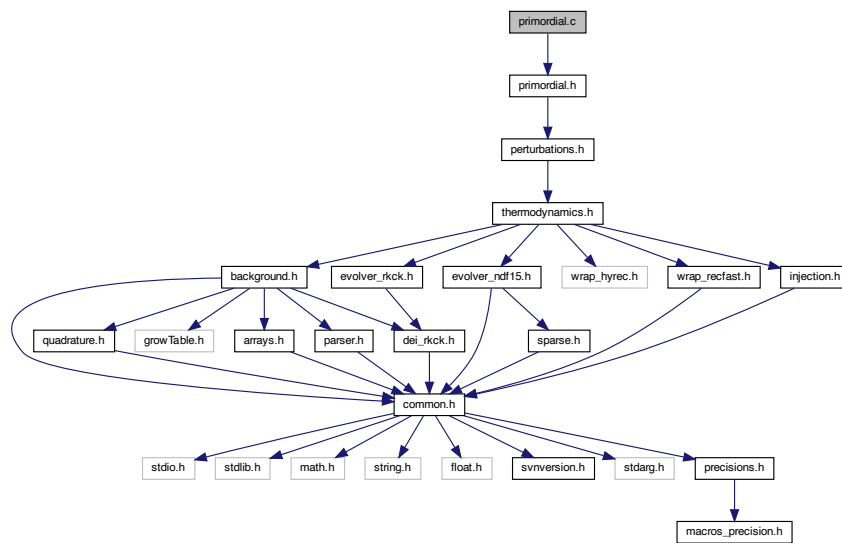 primordial.c
primordial.h
perturbations.h
thermodynamics.h
background.h
evolver_rkck.h
evolver_ndf15.h
wrap_hyrec.h
wrap_recfast.h
injection.h
quadrature.h
growTable.h
arrays.h
parser.h
dei_rkck.h
sparse.h
common.h
stdio.h
stdlib.h
math.h
string.h
float.h
svnversion.h
stdarg.h
precisions.h
macros_precision.h